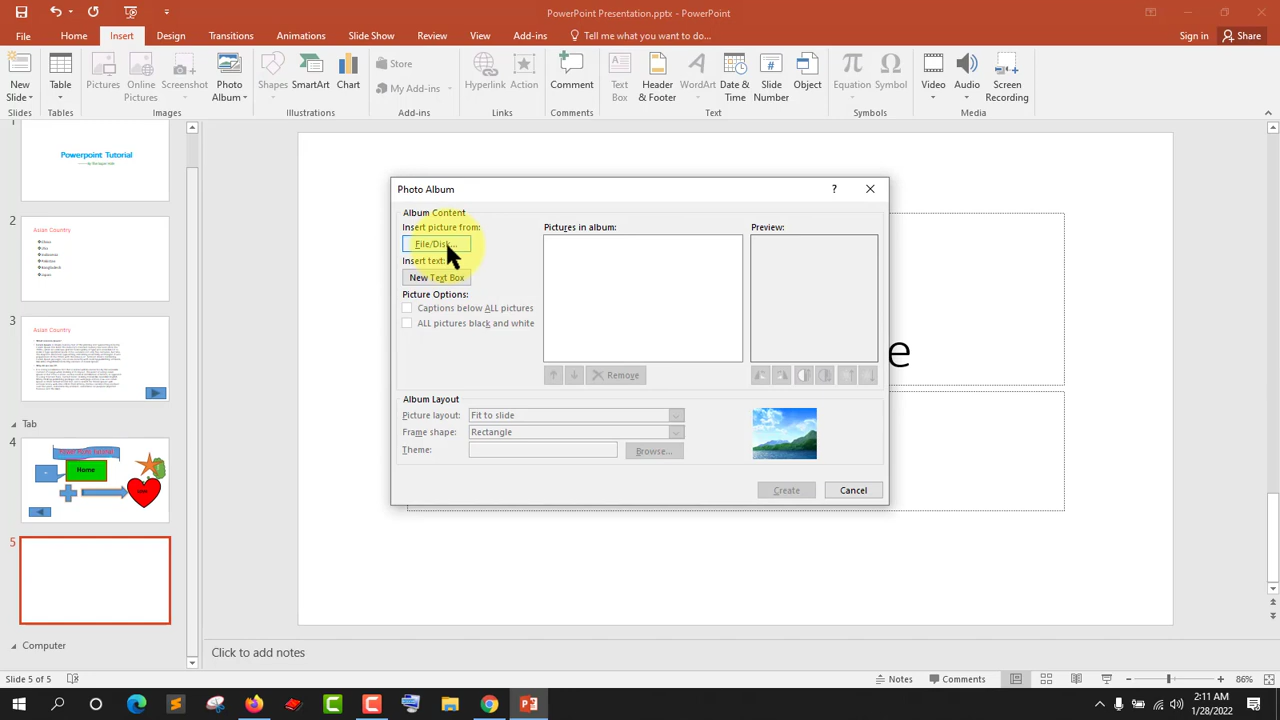 PowerPoint Presentation.pptx - PowerPoint
File Home Insert Design Transitions Animations Slide Show Review View Add-ins Tell me what you want to do... Sign in Share
New Slide Table Pictures Online Pictures Screenshot Photo Album Shapes SmartArt Chart Store My Add-ins Hyperlink Action Comment Text Box Header & Footer WordArt Date & Time Slide Number Object Equation Symbol Video Audio Screen Recording
Slides Tables Images Illustrations Add-ins Links Comments Text Symbols Media
1
Powerpoint Tutorial
2
Asian Country
3
Asian Country
Tab
4
Home
5
Computer
Photo Album
Album Content
Insert picture from:
File/Disk...
Insert text:
New Text Box
Picture Options:
Captions below ALL pictures
ALL pictures black and white
Pictures in album:
Preview:
Remove
Album Layout
Picture layout: Fit to slide
Frame shape: Rectangle
Theme: Browse...
Create Cancel
e
Click to add notes
Slide 5 of 5 Notes Comments 86%
2:11 AM
1/28/2022